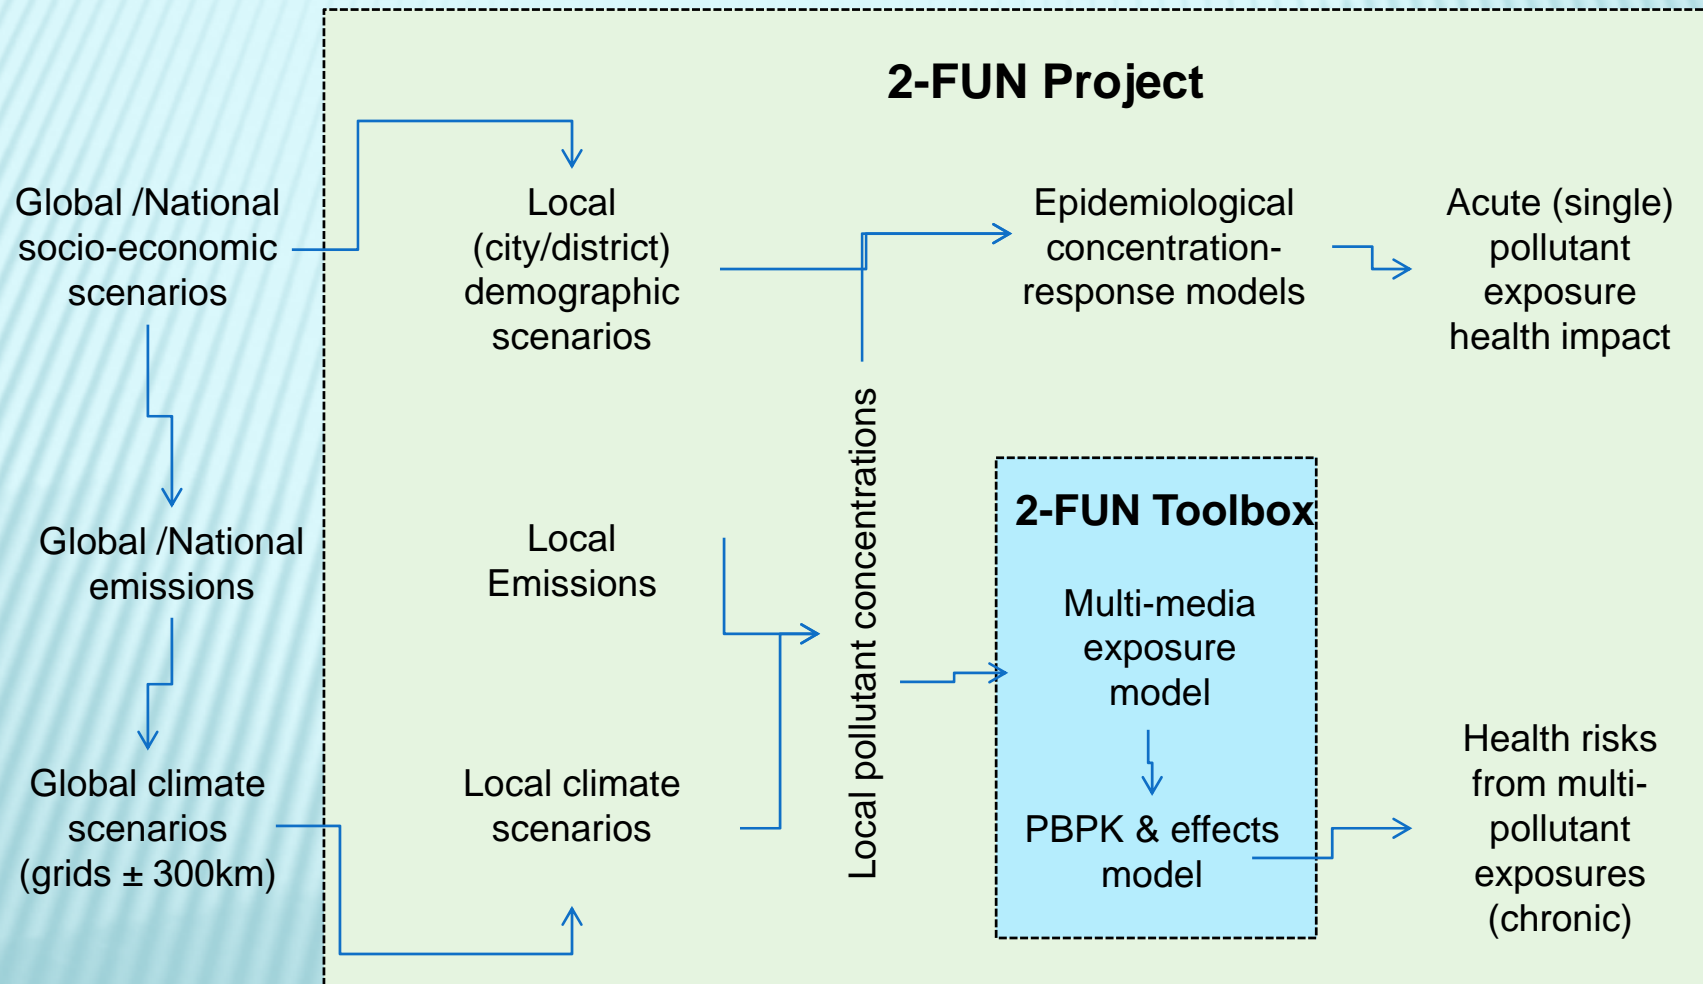 2-FUN Project
Global /National
socio-economic
scenarios
Local
(city/district)
demographic
scenarios
Epidemiological
concentration-
response models
Acute (single)
pollutant
exposure
health impact
Global /National
emissions
Local
Emissions
Local pollutant concentrations
2-FUN Toolbox
Multi-media
exposure
model
Global climate
scenarios
(grids ± 300km)
Local climate
scenarios
PBPK & effects
model
Health risks
from multi-
pollutant
exposures
(chronic)